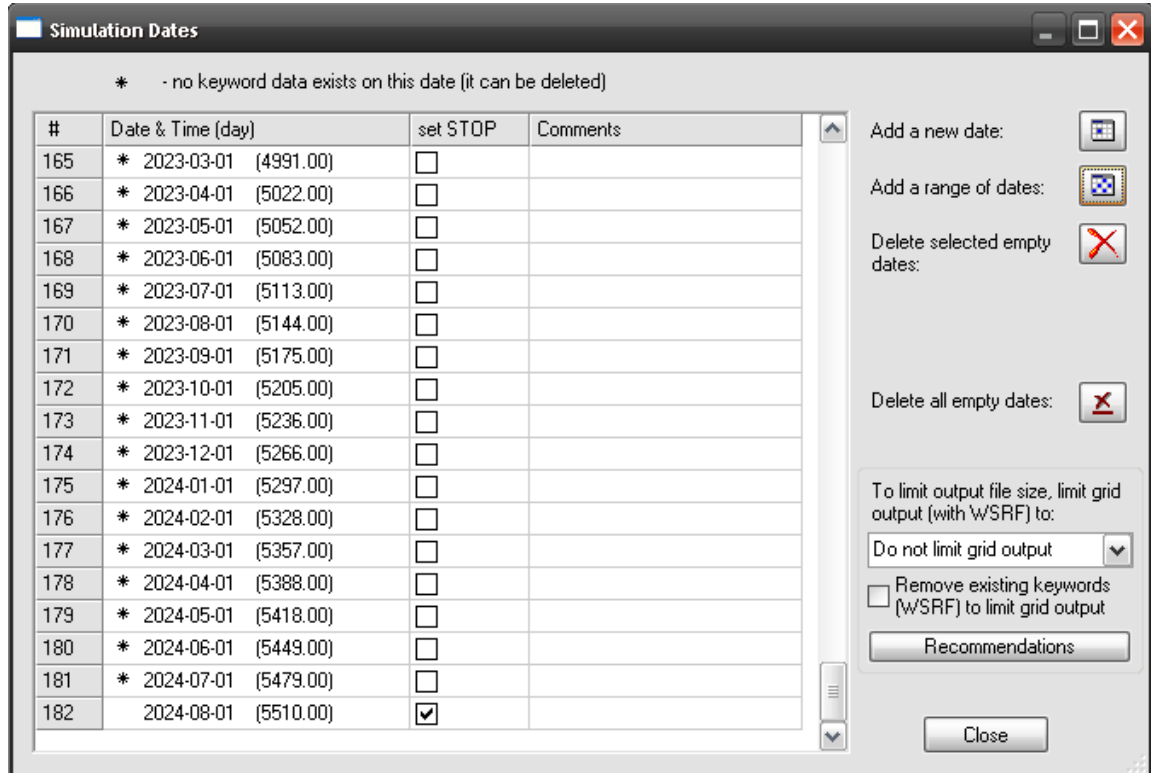 Simulation Dates
* - no keyword data exists on this date (it can be deleted)
# Date & Time (day) set STOP Comments
165 * 2023-03-01 (4991.00)
166 * 2023-04-01 (5022.00)
167 * 2023-05-01 (5052.00)
168 * 2023-06-01 (5083.00)
169 * 2023-07-01 (5113.00)
170 * 2023-08-01 (5144.00)
171 * 2023-09-01 (5175.00)
172 * 2023-10-01 (5205.00)
173 * 2023-11-01 (5236.00)
174 * 2023-12-01 (5266.00)
175 * 2024-01-01 (5297.00)
176 * 2024-02-01 (5328.00)
177 * 2024-03-01 (5357.00)
178 * 2024-04-01 (5388.00)
179 * 2024-05-01 (5418.00)
180 * 2024-06-01 (5449.00)
181 * 2024-07-01 (5479.00)
182 2024-08-01 (5510.00)
Add a new date:
Add a range of dates:
Delete selected empty
dates:
Delete all empty dates:
To limit output file size, limit grid
output (with WSRF) to:
Do not limit grid output
Remove existing keywords
(WSRF) to limit grid output
Recommendations
Close